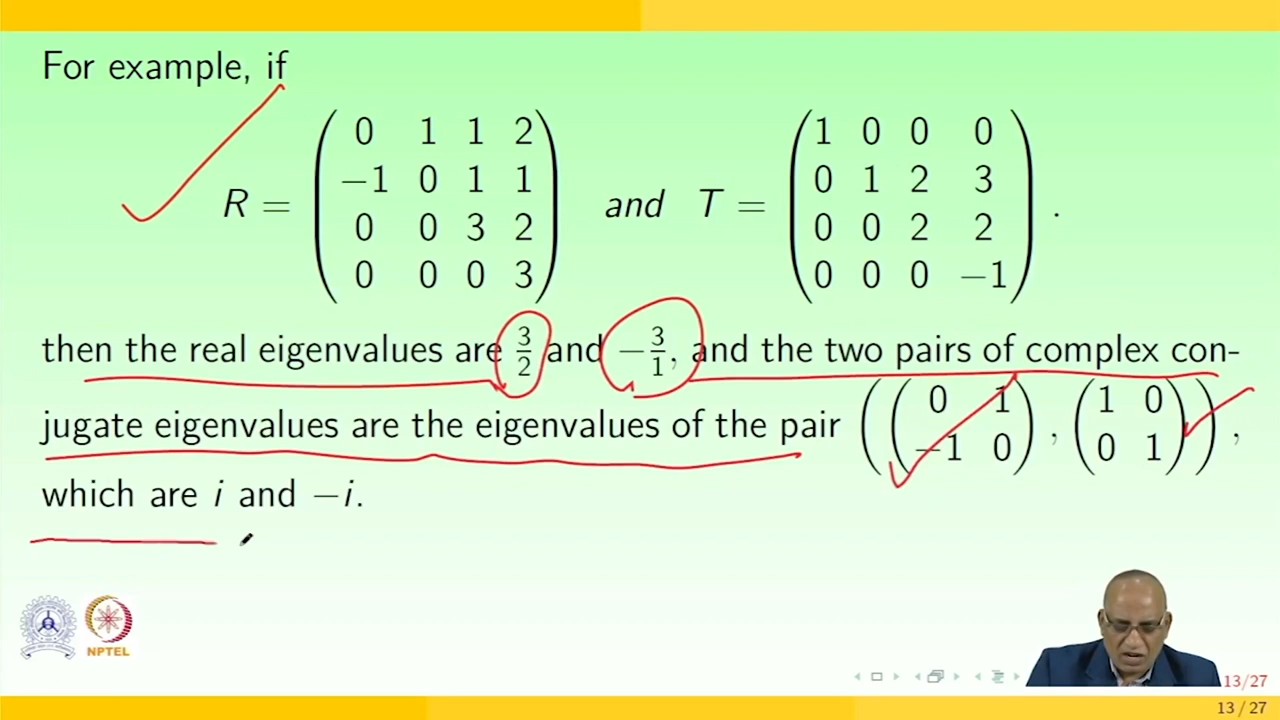 For example, if
R = ( 0 1 1 2 ; −1 0 1 1 ; 0 0 3 2 ; 0 0 0 3 ) and T = ( 1 0 0 0 ; 0 1 2 3 ; 0 0 2 2 ; 0 0 0 −1 ) .
then the real eigenvalues are 3/2 and −3/1, and the two pairs of complex con-
jugate eigenvalues are the eigenvalues of the pair ( ( 0 1 ; −1 0 ) , ( 1 0 ; 0 1 ) ) ,
which are i and −i.
NPTEL
13/27
13 / 27